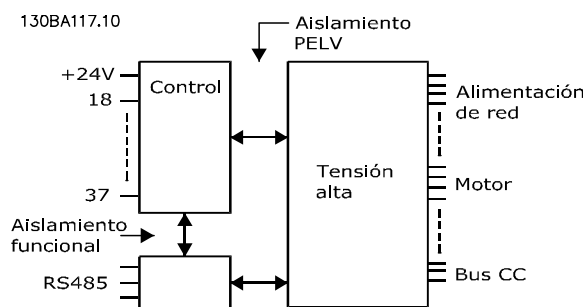 130BA117.10
Aislamiento
PELV
+24V
18
37
Control
Tensión
alta
Alimentación
de red
Motor
Bus CC
Aislamiento
funcional
RS485